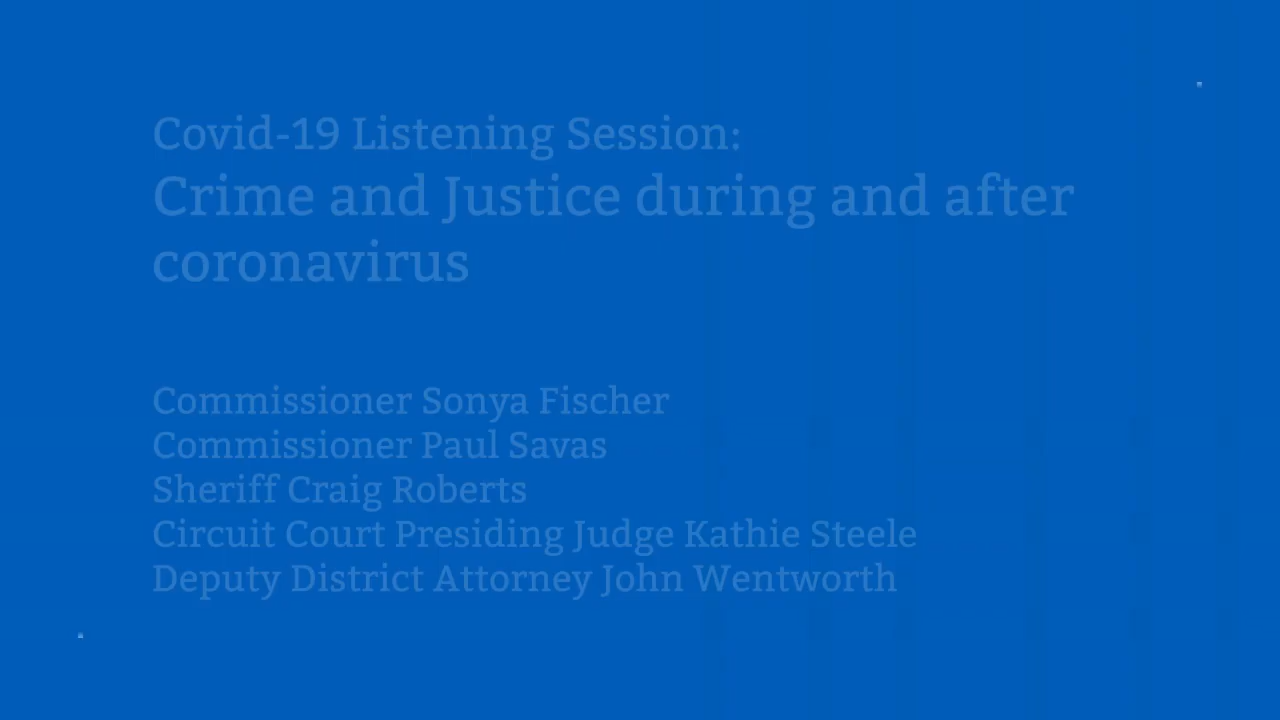 Covid-19 Listening Session:
Crime and Justice during and after
coronavirus
Commissioner Sonya Fischer
Commissioner Paul Savas
Sheriff Craig Roberts
Circuit Court Presiding Judge Kathie Steele
Deputy District Attorney John Wentworth